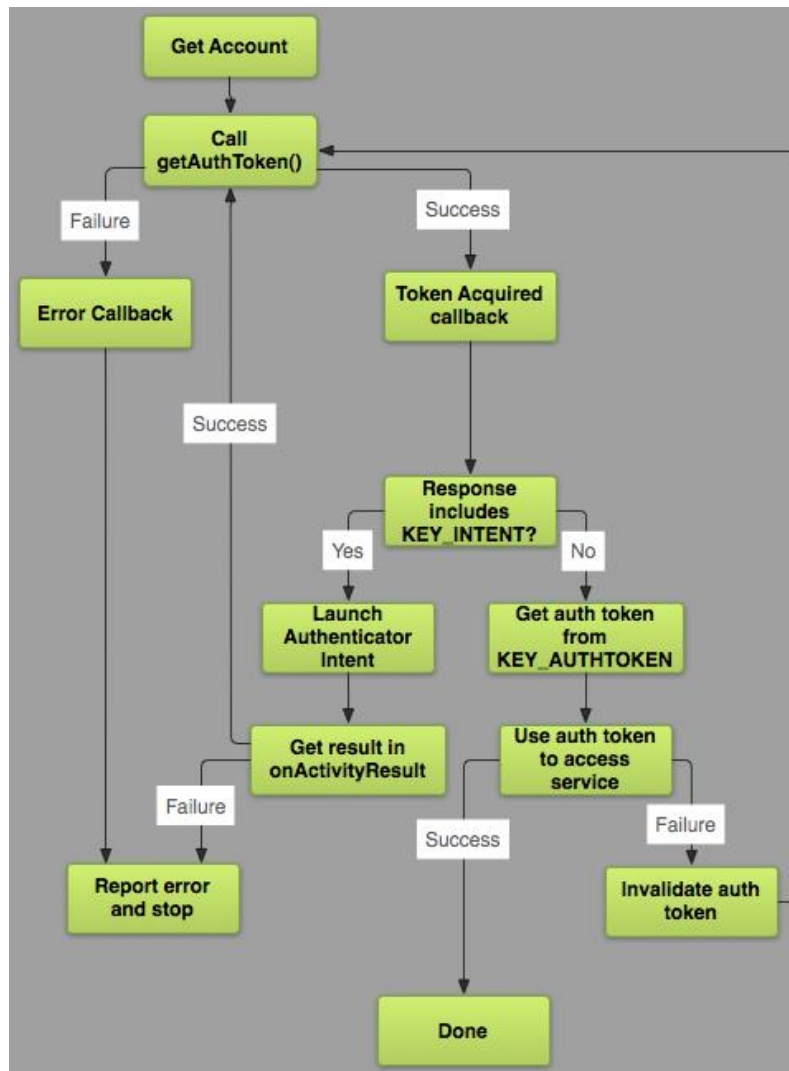 Get Account
Call
getAuthToken()
Failure
Success
Error Callback
Token Acquired
callback
Success
Response
includes
KEY_INTENT?
Yes
No
Launch
Authenticator
Intent
Get auth token
from
KEY_AUTHTOKEN
Get result in
onActivityResult
Use auth token
to access
service
Failure
Success
Failure
Report error
and stop
Invalidate auth
token
Done